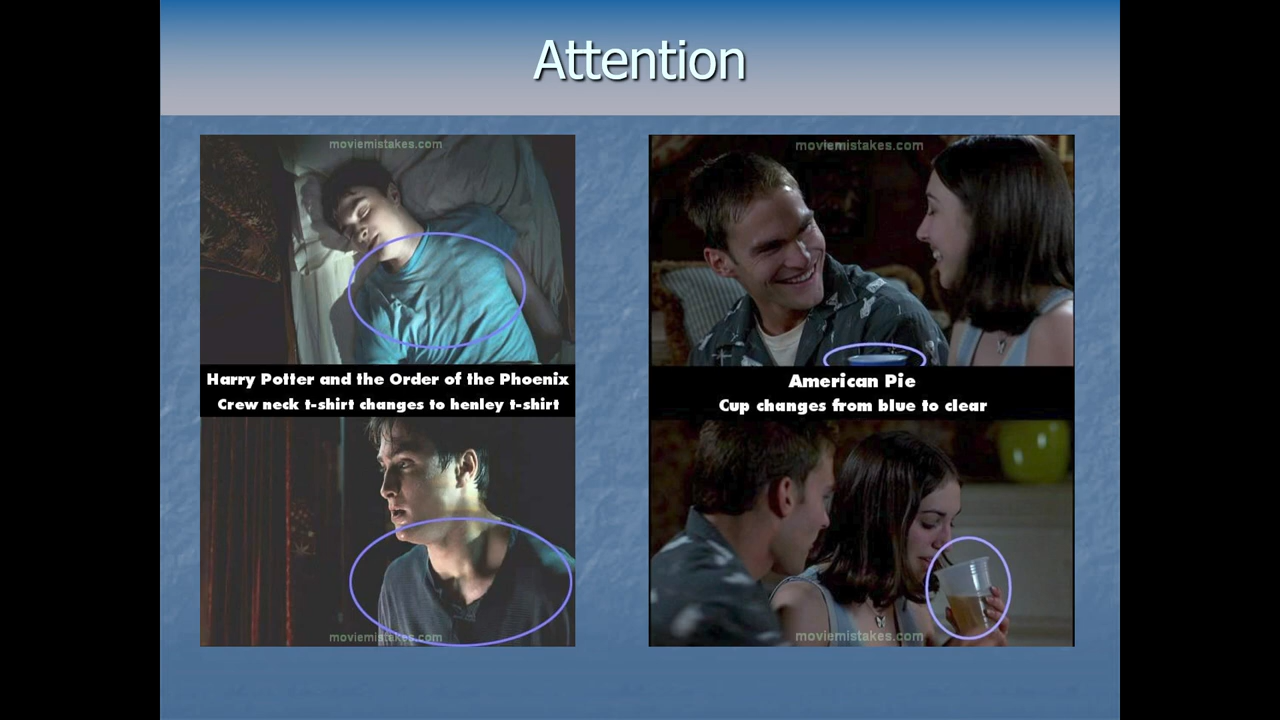 Attention
moviemistakes.com
Harry Potter and the Order of the Phoenix
Crew neck t-shirt changes to henley t-shirt
moviemistakes.com
moviemistakes.com
American Pie
Cup changes from blue to clear
moviemistakes.com